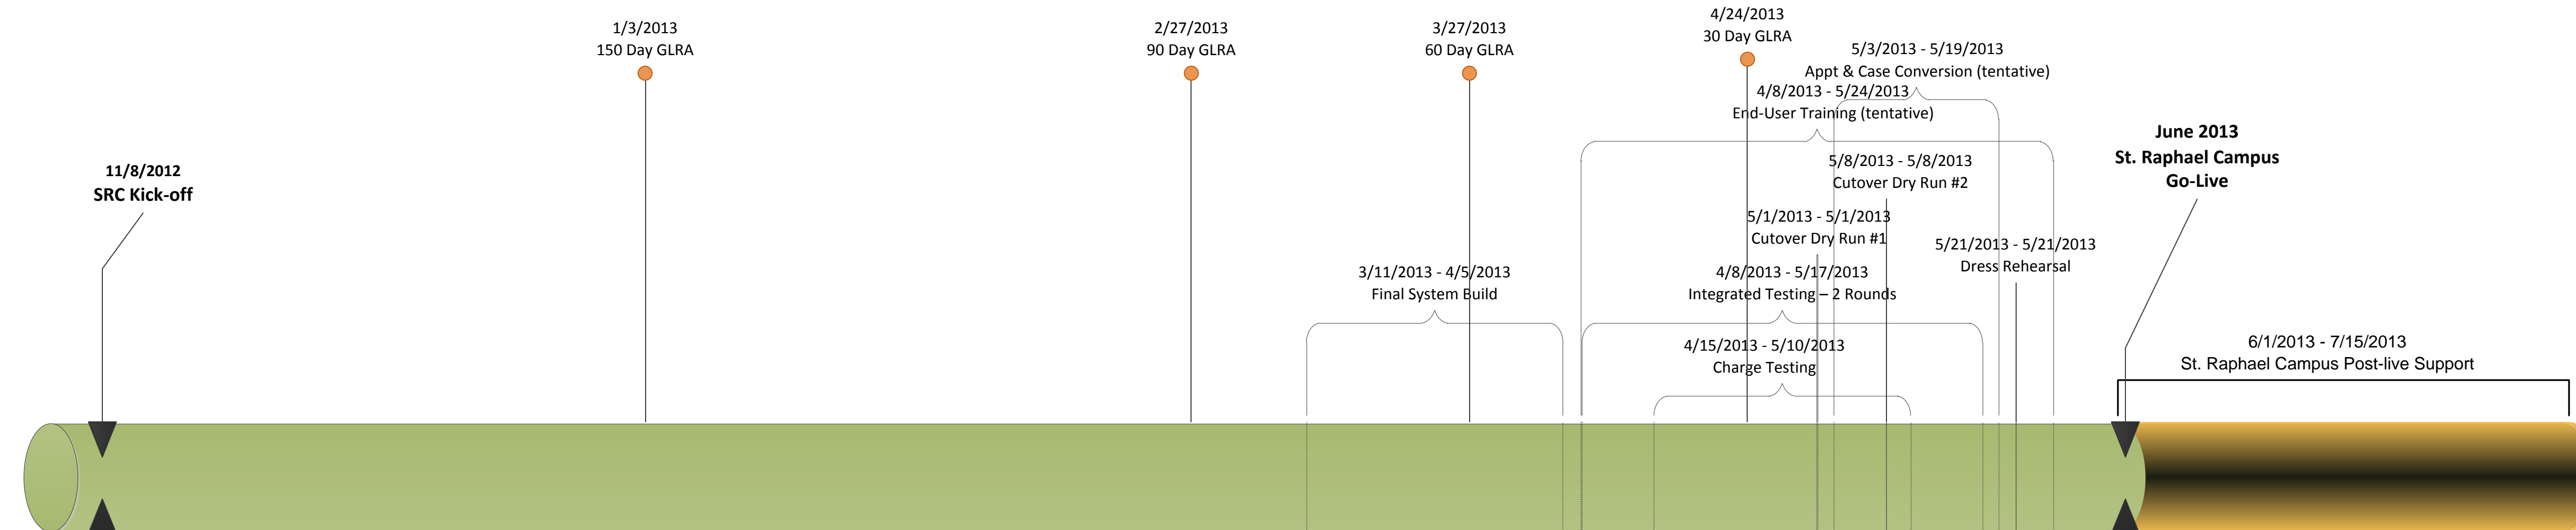 1/3/2013
150 Day GLRA
2/27/2013
90 Day GLRA
3/27/2013
60 Day GLRA
4/24/2013
30 Day GLRA
5/3/2013 - 5/19/2013
Appt & Case Conversion (tentative)
4/8/2013 - 5/24/2013
End-User Training (tentative)
June 2013
St. Raphael Campus
Go-Live
11/8/2012
SRC Kick-off
5/8/2013 - 5/8/2013
Cutover Dry Run #2
5/1/2013 - 5/1/2013
Cutover Dry Run #1
5/21/2013 - 5/21/2013
Dress Rehearsal
3/11/2013 - 4/5/2013
Final System Build
4/8/2013 - 5/17/2013
Integrated Testing – 2 Rounds
4/15/2013 - 5/10/2013
Charge Testing
6/1/2013 - 7/15/2013
St. Raphael Campus Post-live Support